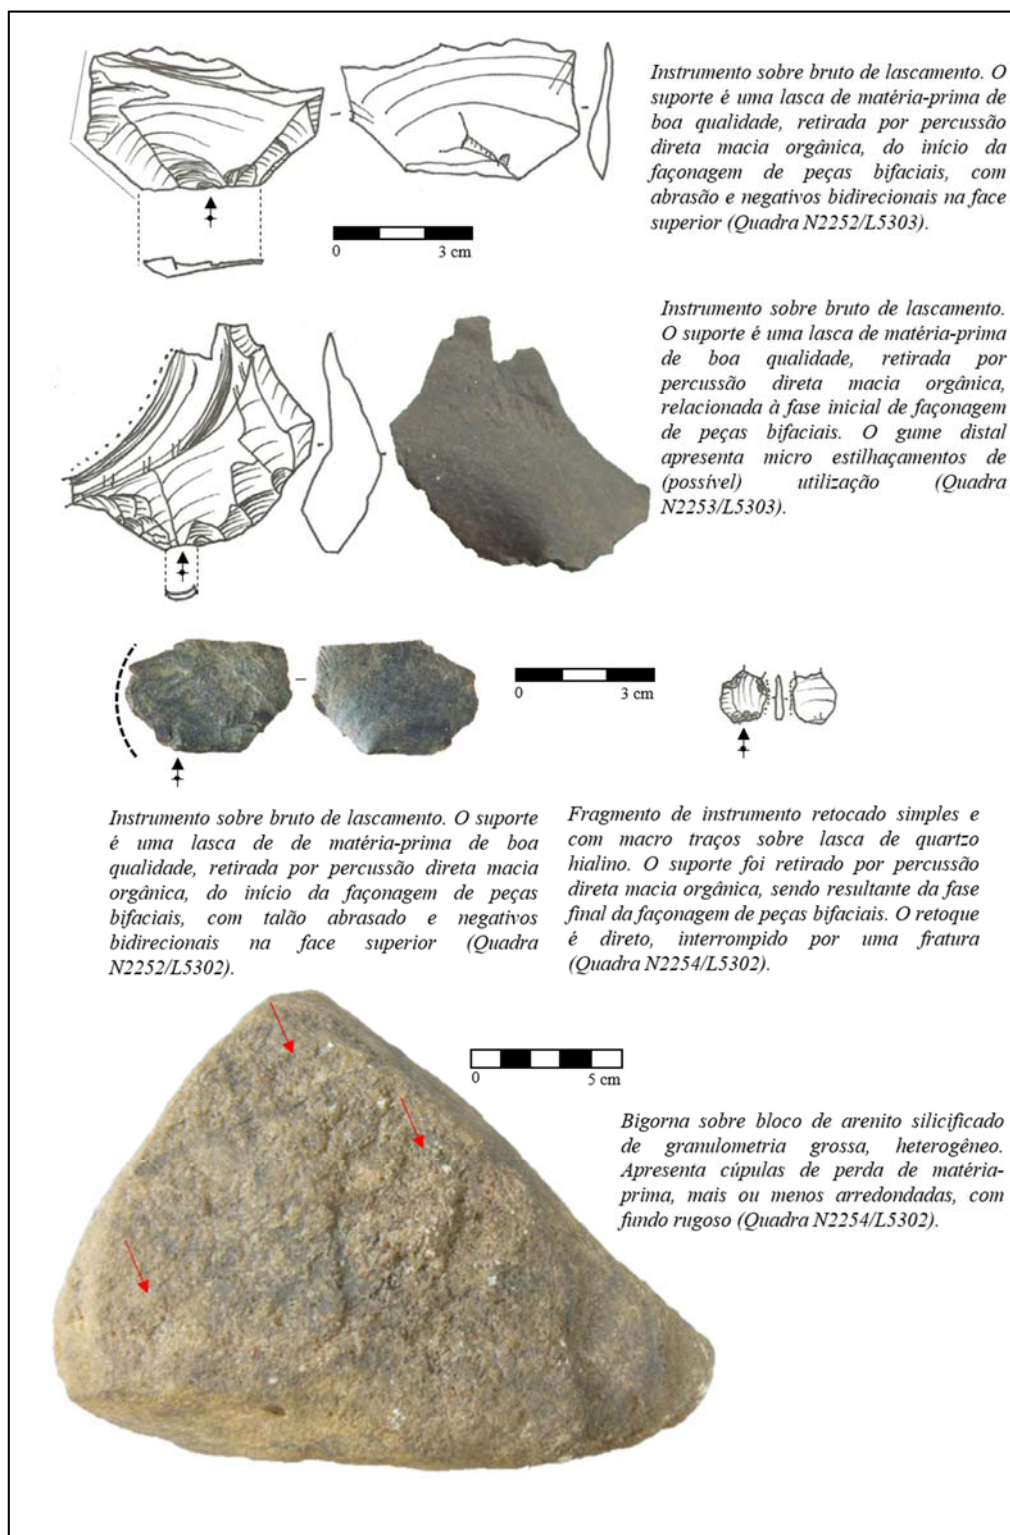 Instrumento sobre bruto de lascamento. O
suporte é uma lasca de matéria-prima de
boa qualidade, retirada por percussão
direta macia orgânica, do início da
façonagem de peças bifaciais, com
abrasão e negativos bidirecionais na face
superior (Quadra N2252/L5303).
0 3 cm
Instrumento sobre bruto de lascamento.
O suporte é uma lasca de matéria-prima
de boa qualidade, retirada por
percussão direta macia orgânica,
relacionada à fase inicial de façonagem
de peças bifaciais. O gume distal
apresenta micro estilhaçamentos de
(possível) utilização (Quadra
N2253/L5303).
0 3 cm
Instrumento sobre bruto de lascamento. O suporte
é uma lasca de de matéria-prima de boa
qualidade, retirada por percussão direta macia
orgânica, do início da façonagem de peças
bifaciais, com talão abrasado e negativos
bidirecionais na face superior (Quadra
N2252/L5302).
Fragmento de instrumento retocado simples e
com macro traços sobre lasca de quartzo
hialino. O suporte foi retirado por percussão
direta macia orgânica, sendo resultante da fase
final da façonagem de peças bifaciais. O retoque
é direto, interrompido por uma fratura
(Quadra N2254/L5302).
0 5 cm
Bigorna sobre bloco de arenito silicificado
de granulometria grossa, heterogêneo.
Apresenta cúpulas de perda de matéria-
prima, mais ou menos arredondadas, com
fundo rugoso (Quadra N2254/L5302).